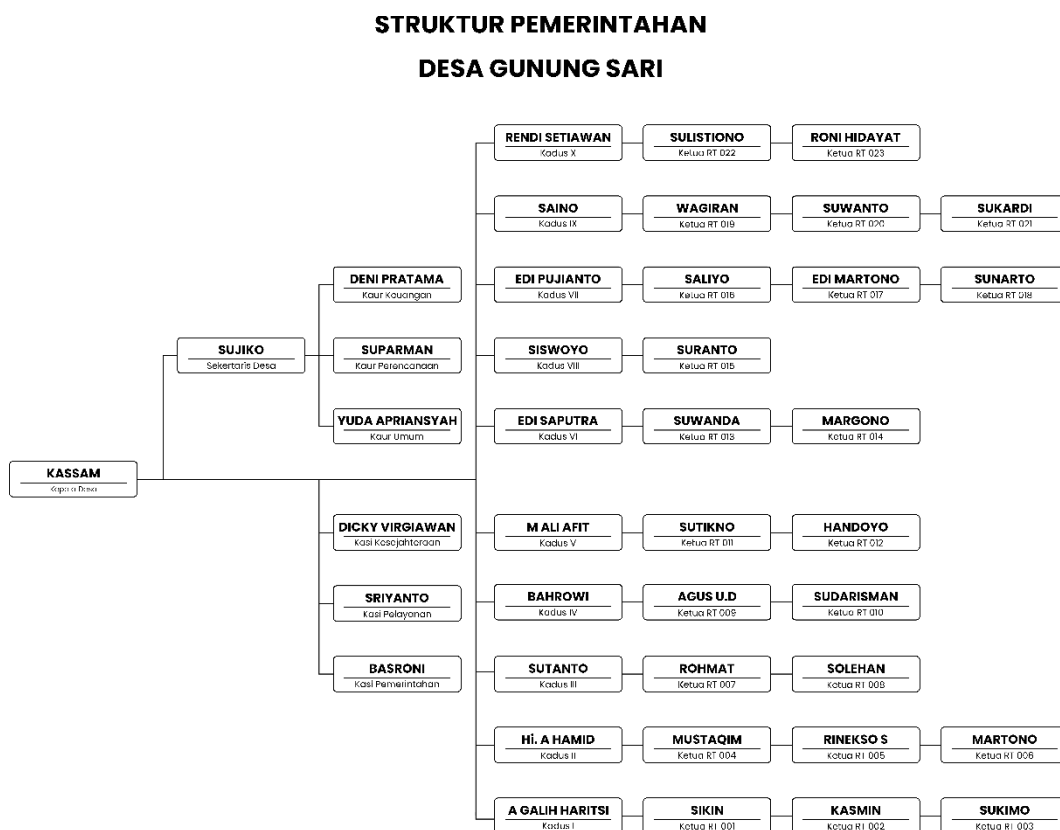 STRUKTUR PEMERINTAHAN
DESA GUNUNG SARI
RENDI SETIAWAN
Kadus X
SULISTIONO
Ketua RT 022
RONI HIDAYAT
Ketua RT 023
SAINO
Kadus IX
WAGIRAN
Ketua RT 019
SUWANTO
Ketua RT 020
SUKARDI
Ketua RT 021
DENI PRATAMA
Kaur Keuangan
EDI PUJIANTO
Kadus VII
SALIYO
Ketua RT 016
EDI MARTONO
Ketua RT 017
SUNARTO
Ketua RT 018
SUJIKO
Sekertaris Desa
SUPARMAN
Kaur Perencanaan
SISWOYO
Kadus VIII
SURANTO
Ketua RT 015
YUDA APRIANSYAH
Kaur Umum
EDI SAPUTRA
Kadus VI
SUWANDA
Ketua RT 013
MARGONO
Ketua RT 014
KASSAM
Kepala Desa
DICKY VIRGIAWAN
Kasi Kesejahteraan
M ALI AFIT
Kadus V
SUTIKNO
Ketua RT 011
HANDOYO
Ketua RT 012
SRIYANTO
Kasi Pelayanan
BAHROWI
Kadus IV
AGUS U.D
Ketua RT 009
SUDARISMAN
Ketua RT 010
BASRONI
Kasi Pemerintahan
SUTANTO
Kadus III
ROHMAT
Ketua RT 007
SOLEHAN
Ketua RT 008
Hi. A HAMID
Kadus II
MUSTAQIM
Ketua RT 004
RINEKSO S
Ketua RT 005
MARTONO
Ketua RT 006
A GALIH HARITSI
Kadus I
SIKIN
Ketua RT 001
KASMIN
Ketua RT 002
SUKIMO
Ketua RT 003